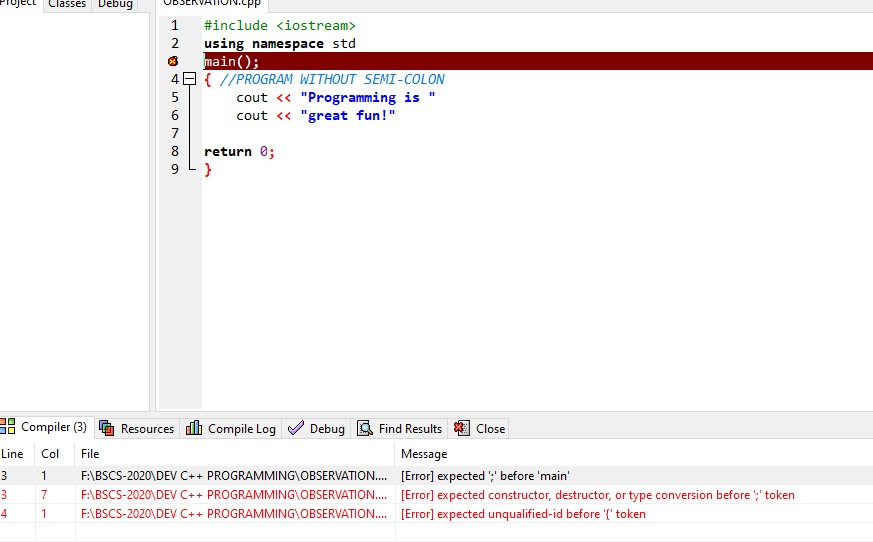 Project Classes Debug OBSERVATION.cpp
1 #include <iostream>
2 using namespace std
main();
4 { //PROGRAM WITHOUT SEMI-COLON
5 cout << "Programming is "
6 cout << "great fun!"
7
8 return 0;
9 }
Compiler (3) Resources Compile Log Debug Find Results Close
Line Col File Message
3 1 F:\BSCS-2020\DEV C++ PROGRAMMING\OBSERVATION.... [Error] expected ';' before 'main'
3 7 F:\BSCS-2020\DEV C++ PROGRAMMING\OBSERVATION.... [Error] expected constructor, destructor, or type conversion before ';' token
4 1 F:\BSCS-2020\DEV C++ PROGRAMMING\OBSERVATION.... [Error] expected unqualified-id before '{' token